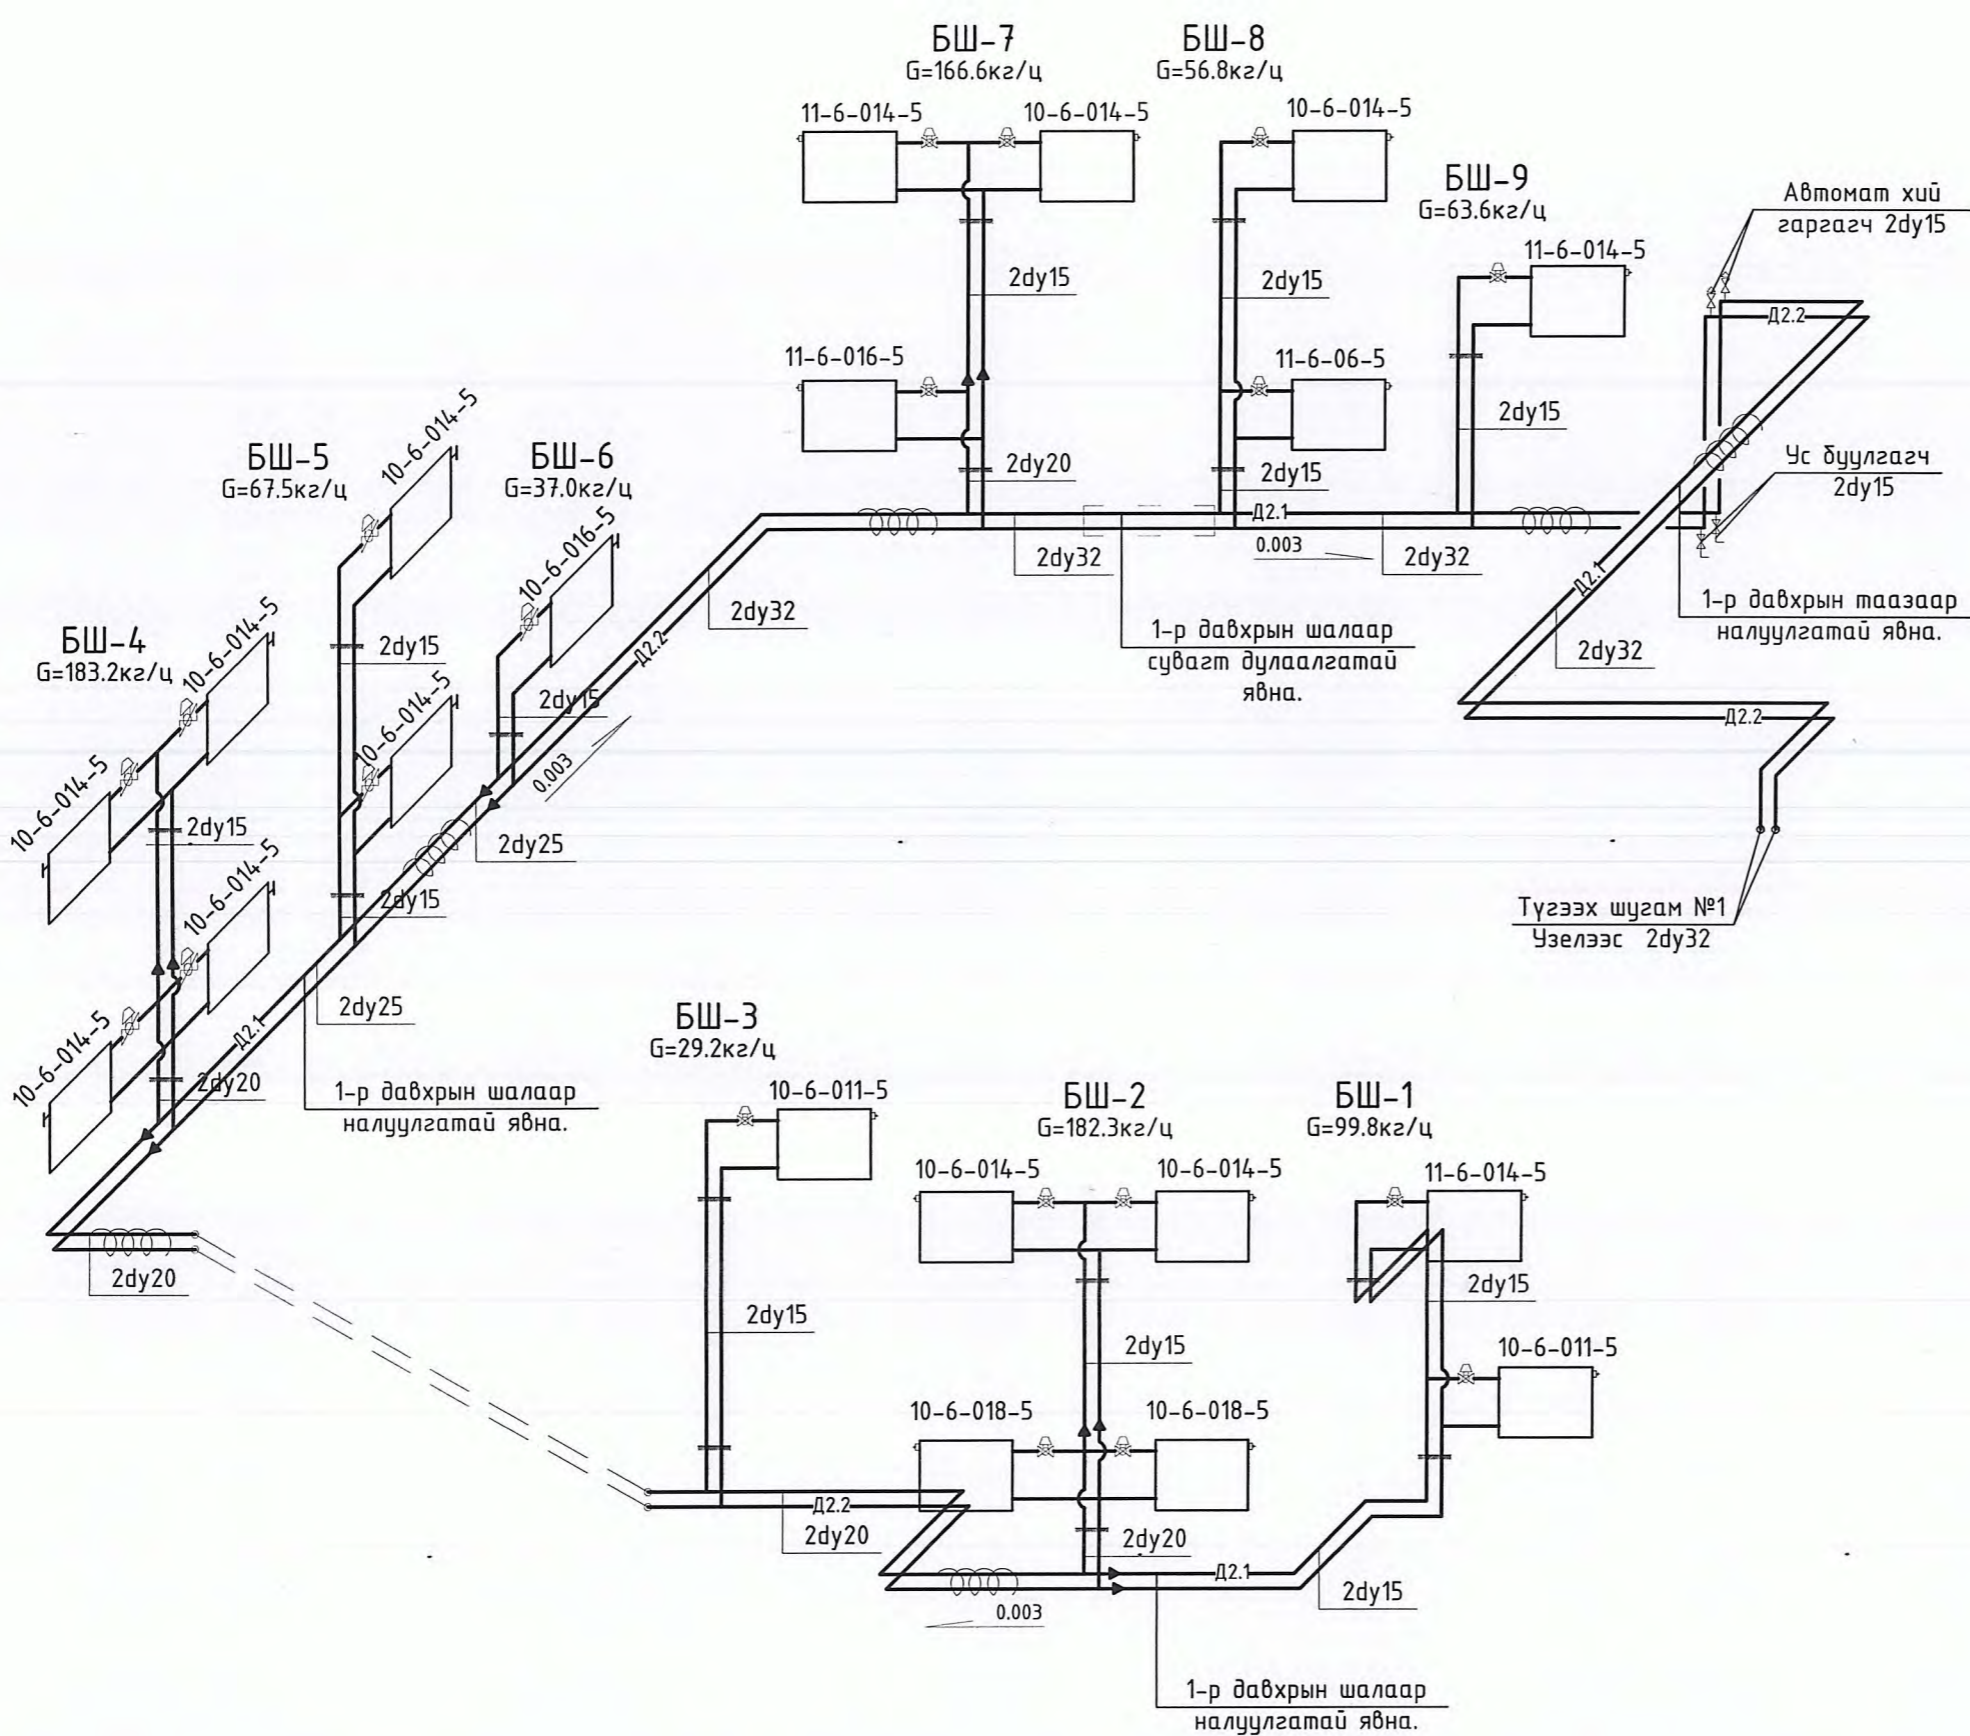 БШ-7
G=166.6кг/ц
БШ-8
G=56.8кг/ц
11-6-014-5
10-6-014-5
10-6-014-5
БШ-9
G=63.6кг/ц
Автомат хий
гаргагч 2dy15
11-6-014-5
2dy15
2dy15
Д2.2
11-6-016-5
11-6-06-5
2dy15
10-6-014-5
БШ-5
G=67.5кг/ц
БШ-6
G=37.0кг/ц
2dy20
2dy15
Ус буулгагч
2dy15
Д2.1
0.003
2dy32
2dy32
10-6-016-5
Д2.1
2dy32
1-р давхрын таазаар
налуулгатай явна.
1-р давхрын шалаар
сувагт дулаалгатай
явна.
2dy32
Д2.2
БШ-4
G=183.2кг/ц
10-6-014-5
2dy15
10-6-014-5
2dy15
Д2.2
0.003
10-6-014-5
2dy15
2dy25
10-6-014-5
2dy15
Түгээх шугам №1
Узелээс 2dy32
10-6-014-5
Д2.1
2dy25
2dy20
1-р давхрын шалаар
налуулгатай явна.
БШ-3
G=29.2кг/ц
10-6-011-5
БШ-2
G=182.3кг/ц
БШ-1
G=99.8кг/ц
10-6-014-5
10-6-014-5
11-6-014-5
2dy20
2dy15
2dy15
2dy15
10-6-011-5
10-6-018-5
10-6-018-5
Д2.2
2dy20
2dy20
Д2.1
2dy15
0.003
1-р давхрын шалаар
налуулгатай явна.